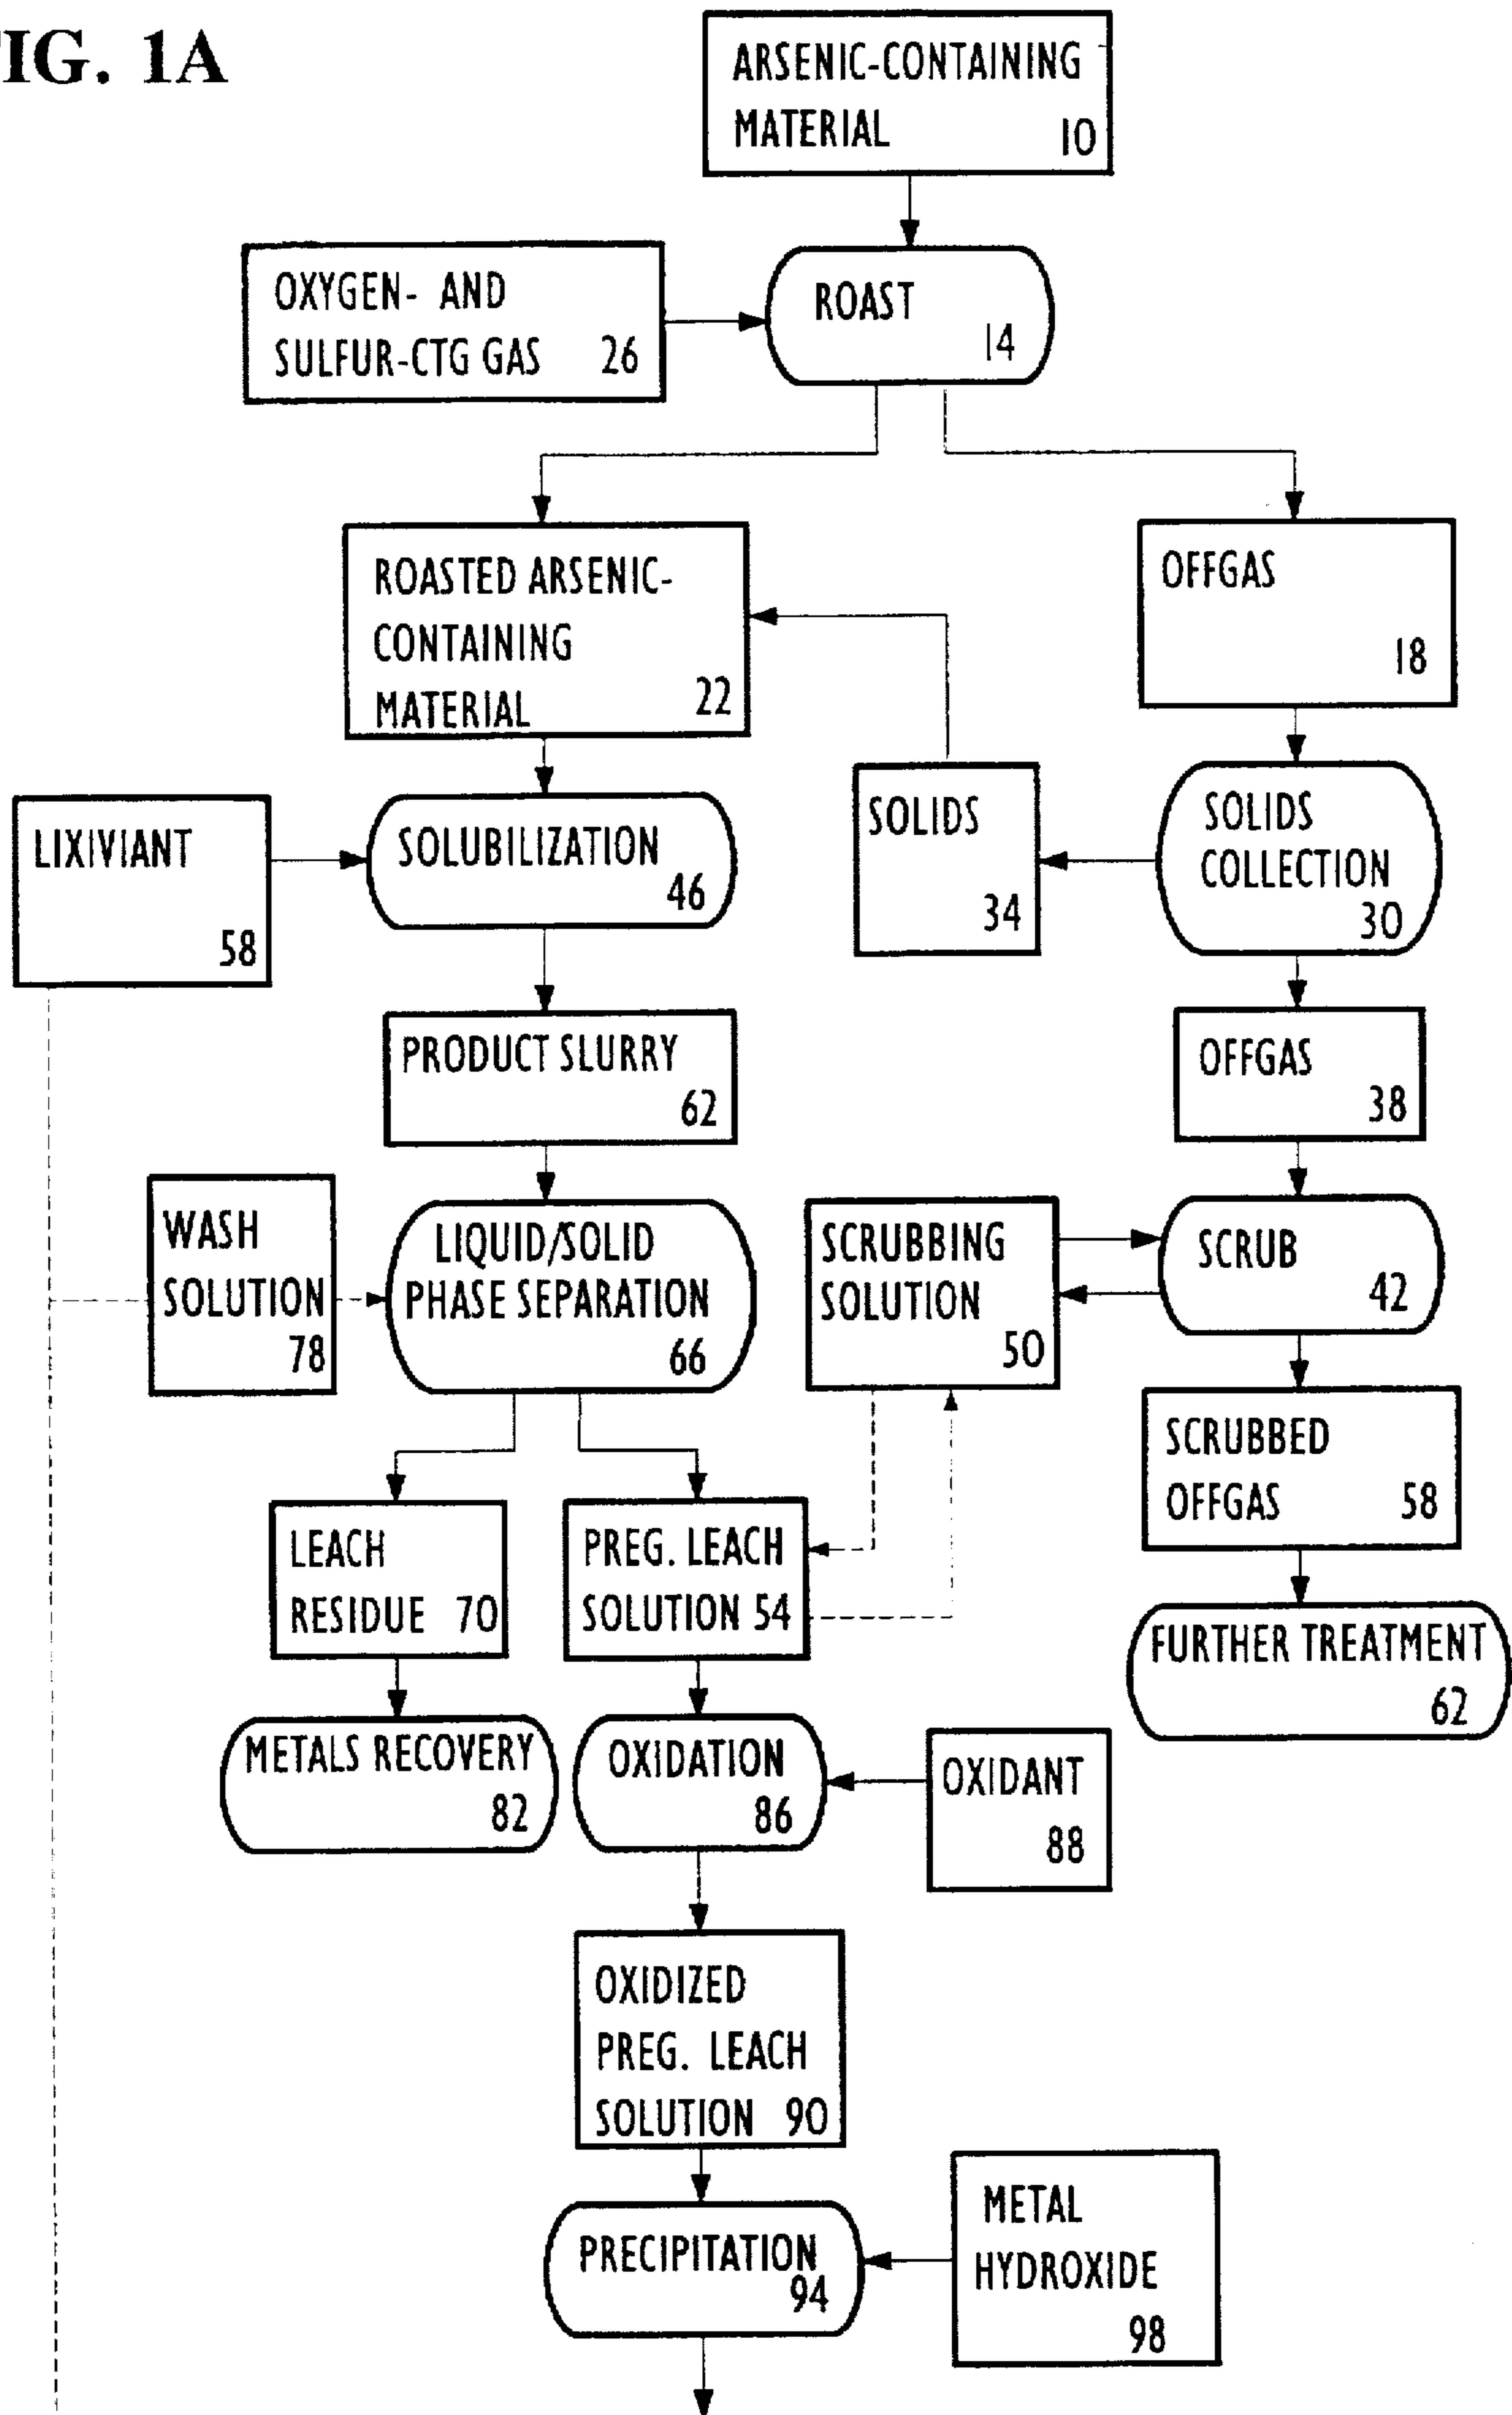 FIG. 1A
ARSENIC-CONTAINING
MATERIAL 10
OXYGEN- AND
SULFUR-CTG GAS 26
ROAST
14
ROASTED ARSENIC-
CONTAINING
MATERIAL 22
OFFGAS
18
LIXIVIANT
58
SOLUBILIZATION
46
SOLIDS
34
SOLIDS
COLLECTION
30
PRODUCT SLURRY
62
OFFGAS
38
WASH
SOLUTION
78
LIQUID/SOLID
PHASE SEPARATION
66
SCRUBBING
SOLUTION
50
SCRUB
42
SCRUBBED
OFFGAS 58
LEACH
RESIDUE 70
PREG. LEACH
SOLUTION 54
FURTHER TREATMENT
62
METALS RECOVERY
82
OXIDATION
86
OXIDANT
88
OXIDIZED
PREG. LEACH
SOLUTION 90
PRECIPITATION
94
METAL
HYDROXIDE
98